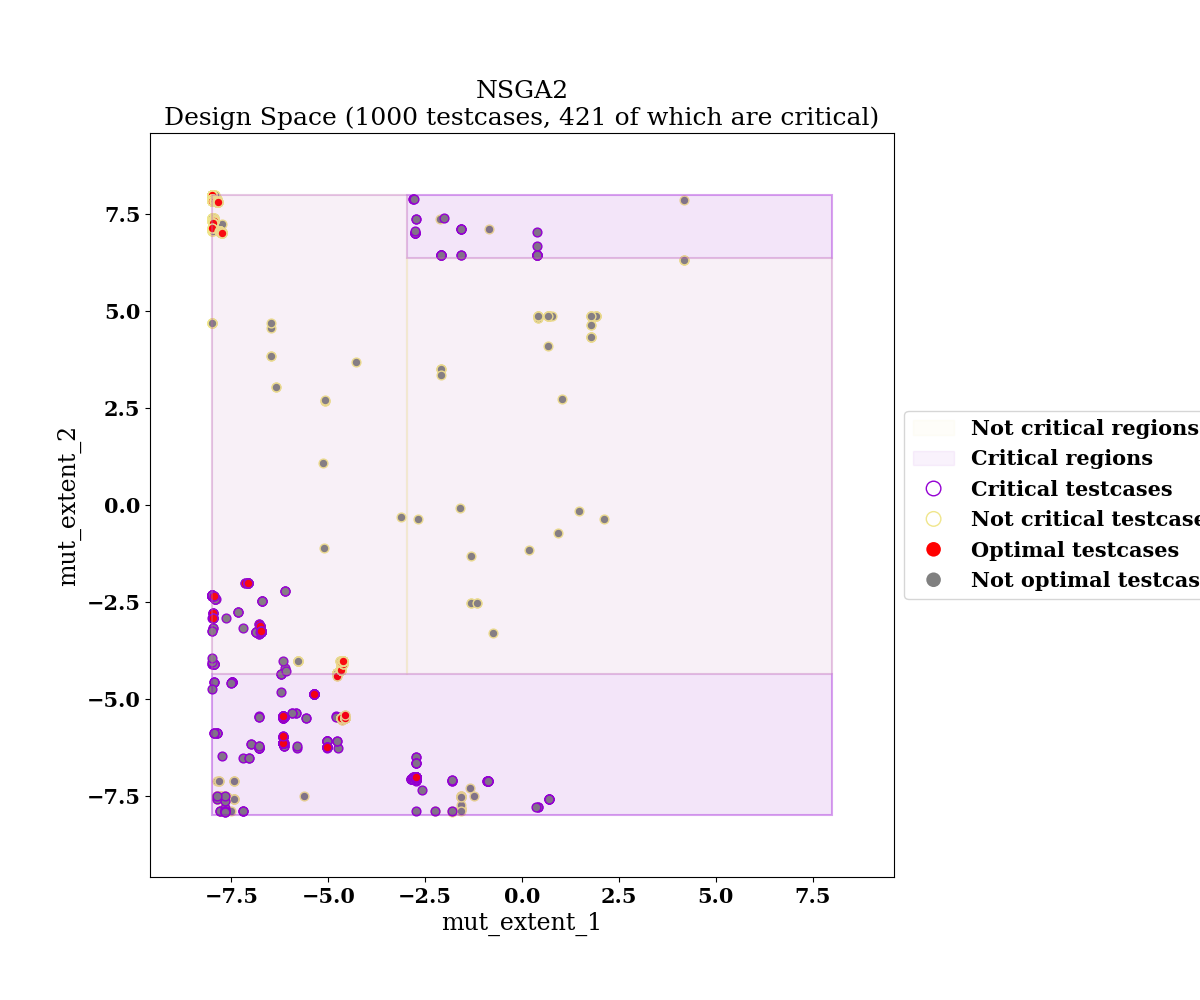 NSGA2
Design Space (1000 testcases, 421 of which are critical)
7.5
5.0
2.5
0.0
−2.5
−5.0
−7.5
mut_extent_2
−7.5 −5.0 −2.5 0.0 2.5 5.0 7.5
mut_extent_1
Not critical regions
Critical regions
Critical testcases
Not critical testcase
Optimal testcases
Not optimal testcas